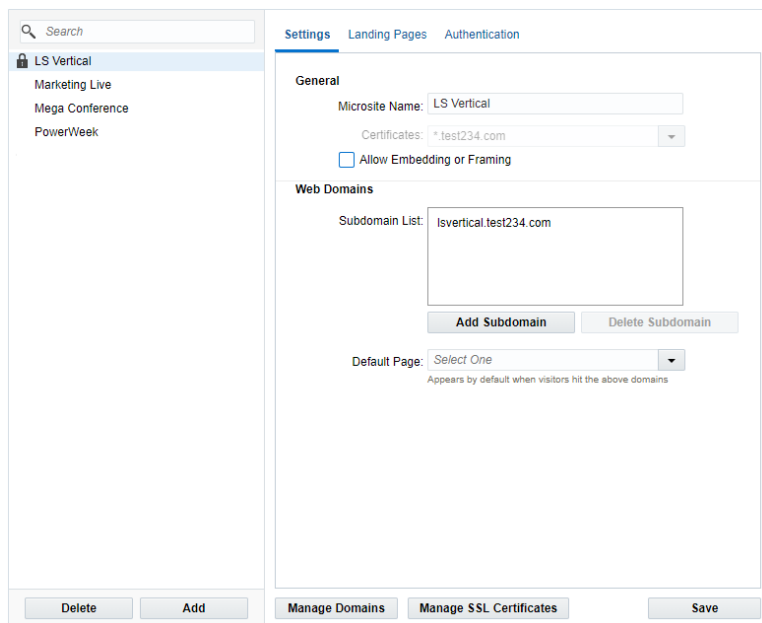 Search
LS Vertical
Marketing Live
Mega Conference
PowerWeek
Delete
Add
Settings
Landing Pages
Authentication
General
Microsite Name:
LS Vertical
Certificates:
*.test234.com
Allow Embedding or Framing
Web Domains
Subdomain List:
lsvertical.test234.com
Add Subdomain
Delete Subdomain
Default Page:
Select One
Appears by default when visitors hit the above domains
Manage Domains
Manage SSL Certificates
Save